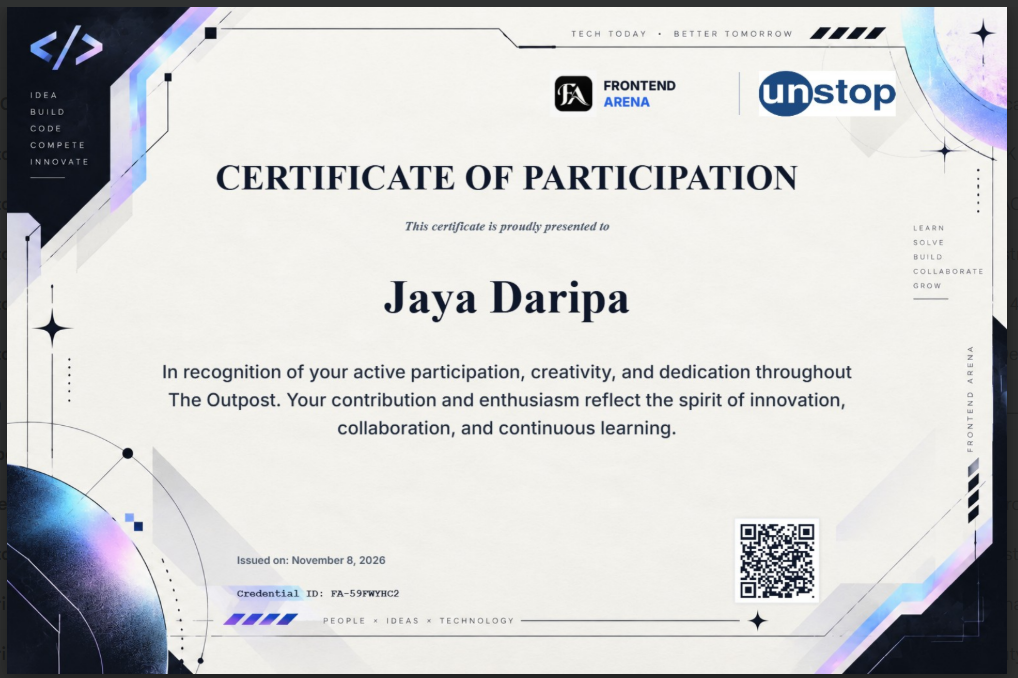 TECH TODAY • BETTER TOMORROW
FRONTEND
ARENA
unstop
IDEA
BUILD
CODE
COMPETE
INNOVATE
CERTIFICATE OF PARTICIPATION
This certificate is proudly presented to
LEARN
SOLVE
BUILD
COLLABORATE
GROW
Jaya Daripa
In recognition of your active participation, creativity, and dedication throughout
The Outpost. Your contribution and enthusiasm reflect the spirit of innovation,
collaboration, and continuous learning.
FRONTEND ARENA
Issued on: November 8, 2026
Credential ID: FA-59FWYHC2
PEOPLE × IDEAS × TECHNOLOGY